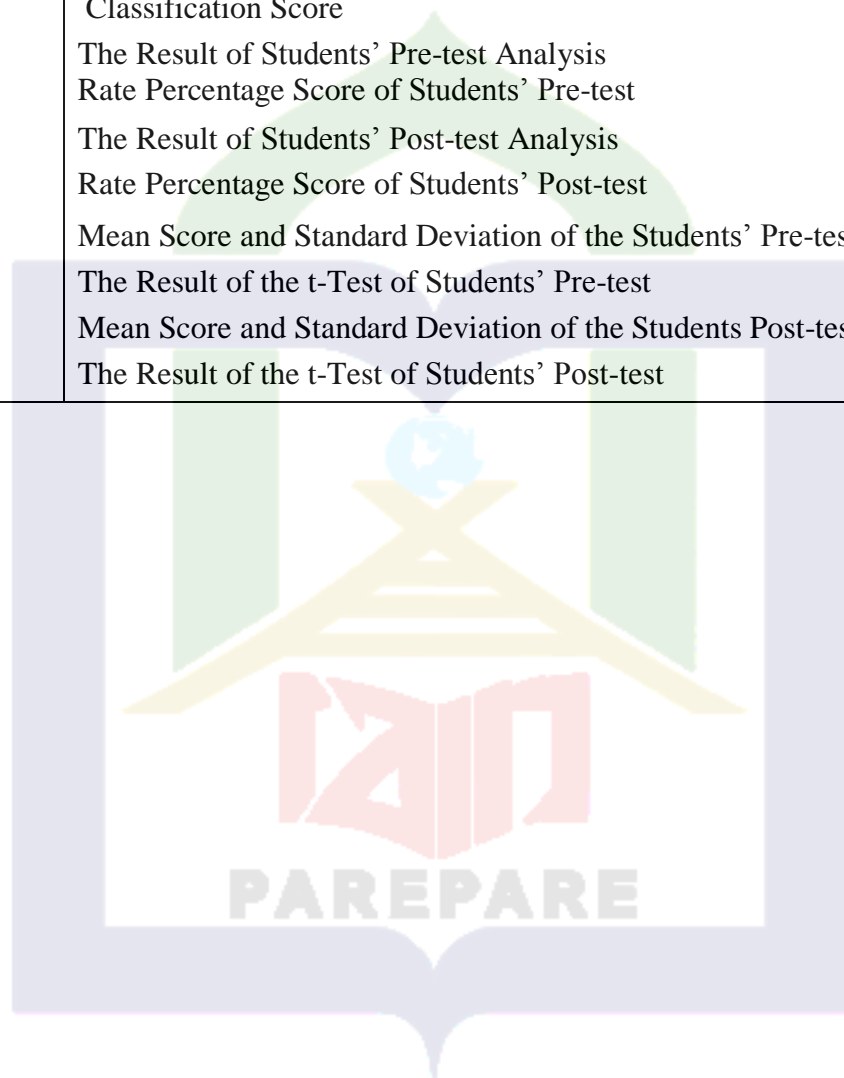 Classification Score
The Result of Students’ Pre-test Analysis
Rate Percentage Score of Students’ Pre-test
The Result of Students’ Post-test Analysis
Rate Percentage Score of Students’ Post-test
Mean Score and Standard Deviation of the Students’ Pre-tes
The Result of the t-Test of Students’ Pre-test
Mean Score and Standard Deviation of the Students Post-tes
The Result of the t-Test of Students’ Post-test
PAREPARE